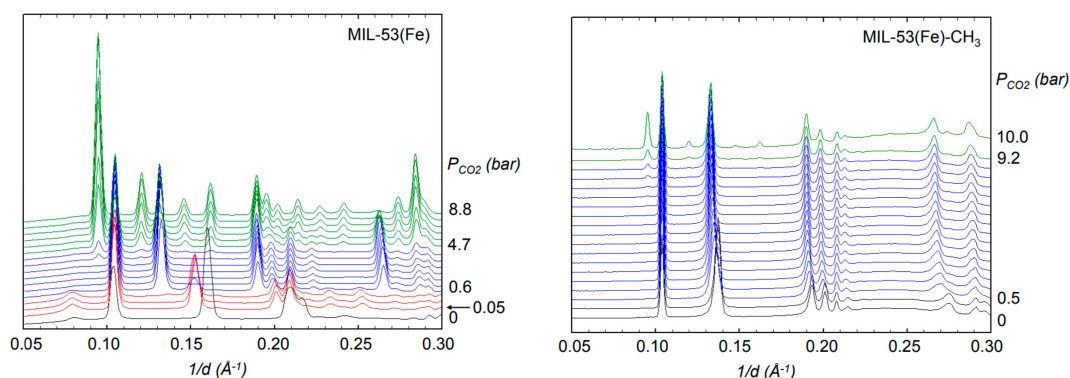 MIL-53(Fe)
P_CO2 (bar)
8.8
4.7
0.6
0.05
0
0.05 0.10 0.15 0.20 0.25 0.30
1/d (Å⁻¹)
MIL-53(Fe)-CH₃
P_CO2 (bar)
10.0
9.2
0.5
0
0.05 0.10 0.15 0.20 0.25 0.30
1/d (Å⁻¹)